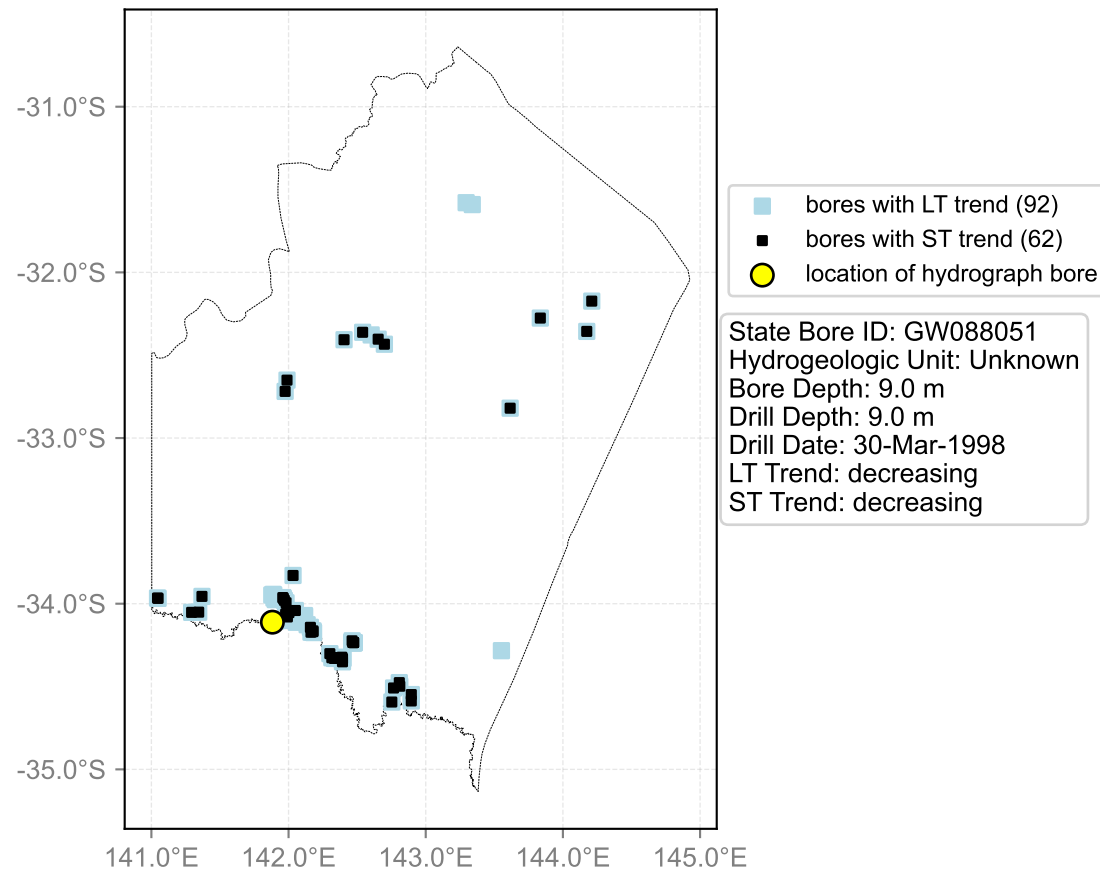 -31.0°S
-32.0°S
-33.0°S
-34.0°S
-35.0°S
141.0°E 142.0°E 143.0°E 144.0°E 145.0°E
bores with LT trend (92)
bores with ST trend (62)
location of hydrograph bore
State Bore ID: GW088051
Hydrogeologic Unit: Unknown
Bore Depth: 9.0 m
Drill Depth: 9.0 m
Drill Date: 30-Mar-1998
LT Trend: decreasing
ST Trend: decreasing